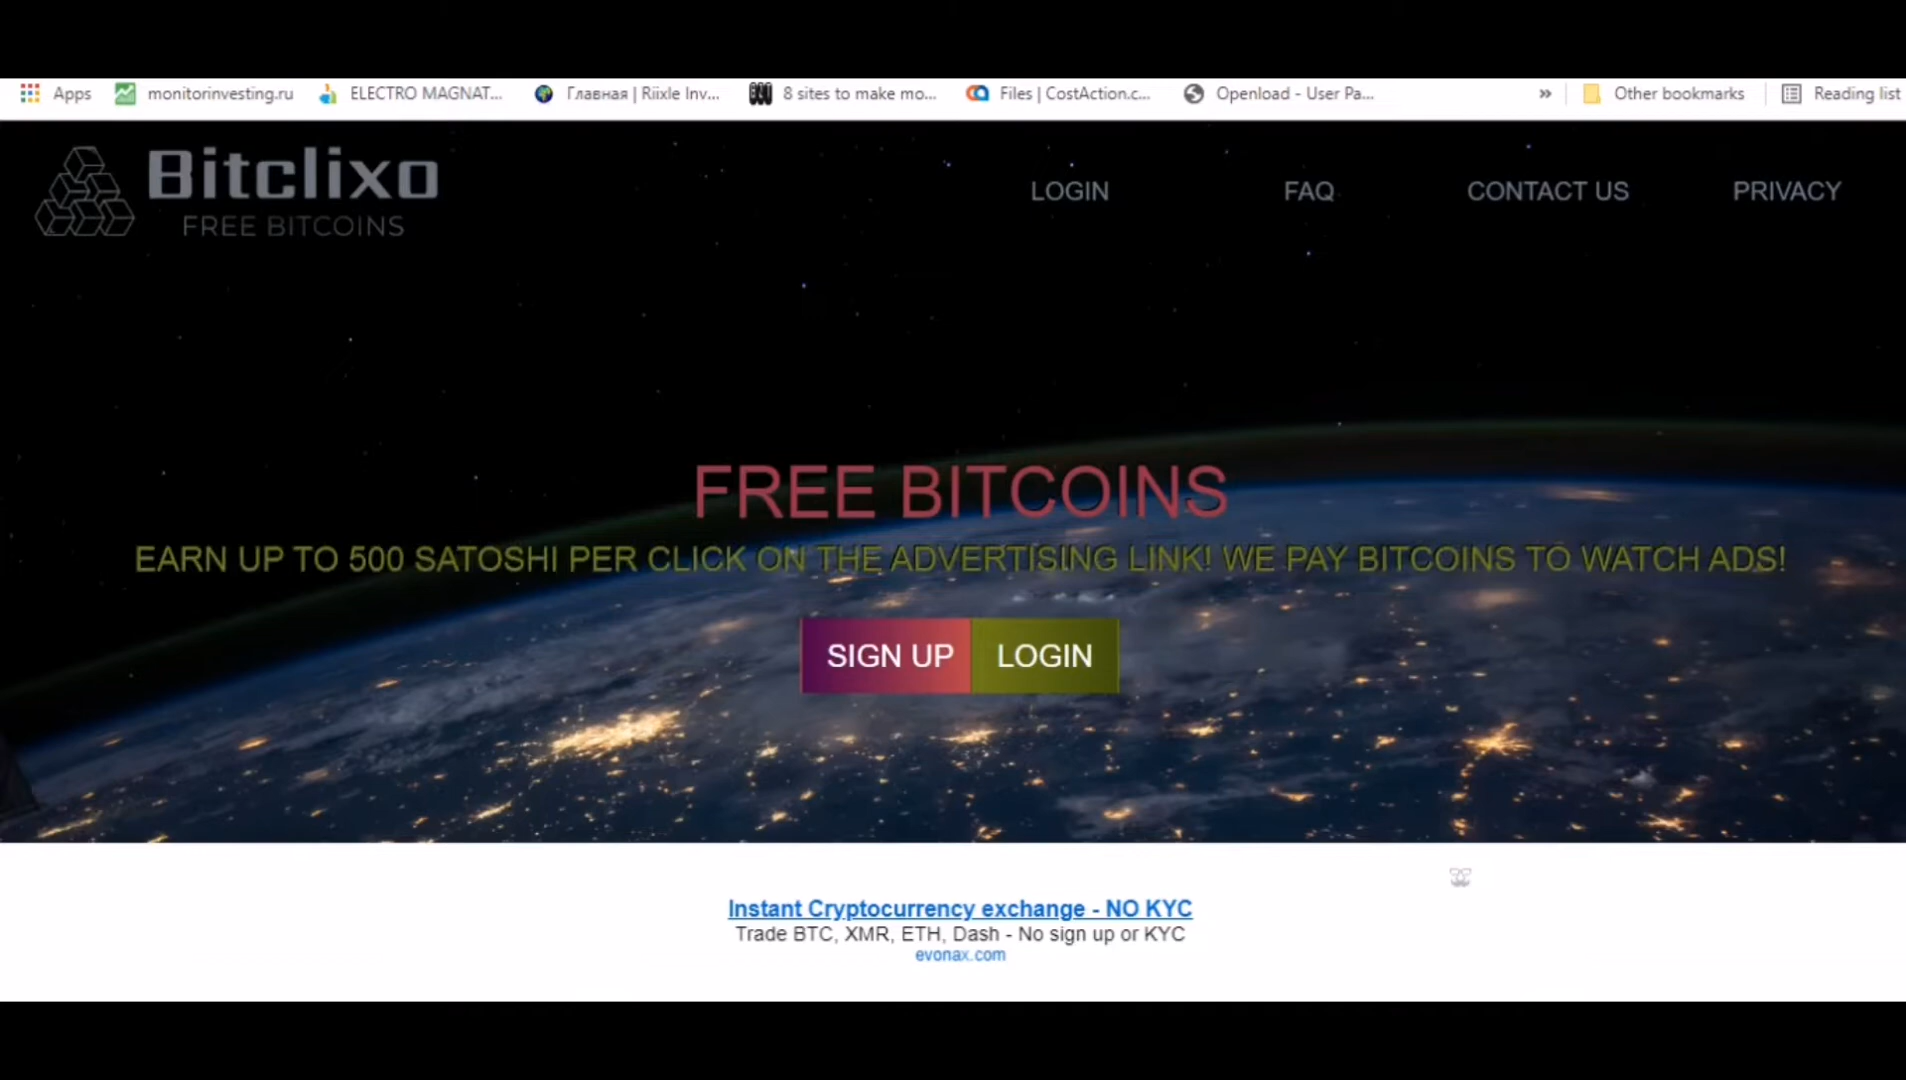 Apps monitorinvesting.ru ELECTRO MAGNAT... Главная | Riixle Inv... 8 sites to make mo... Files | CostAction.c... Openload - User Pa... » Other bookmarks Reading list
Bitclixo
FREE BITCOINS
LOGIN FAQ CONTACT US PRIVACY
FREE BITCOINS
EARN UP TO 500 SATOSHI PER CLICK ON THE ADVERTISING LINK! WE PAY BITCOINS TO WATCH ADS!
SIGN UP LOGIN
Instant Cryptocurrency exchange - NO KYC
Trade BTC, XMR, ETH, Dash - No sign up or KYC
evonax.com